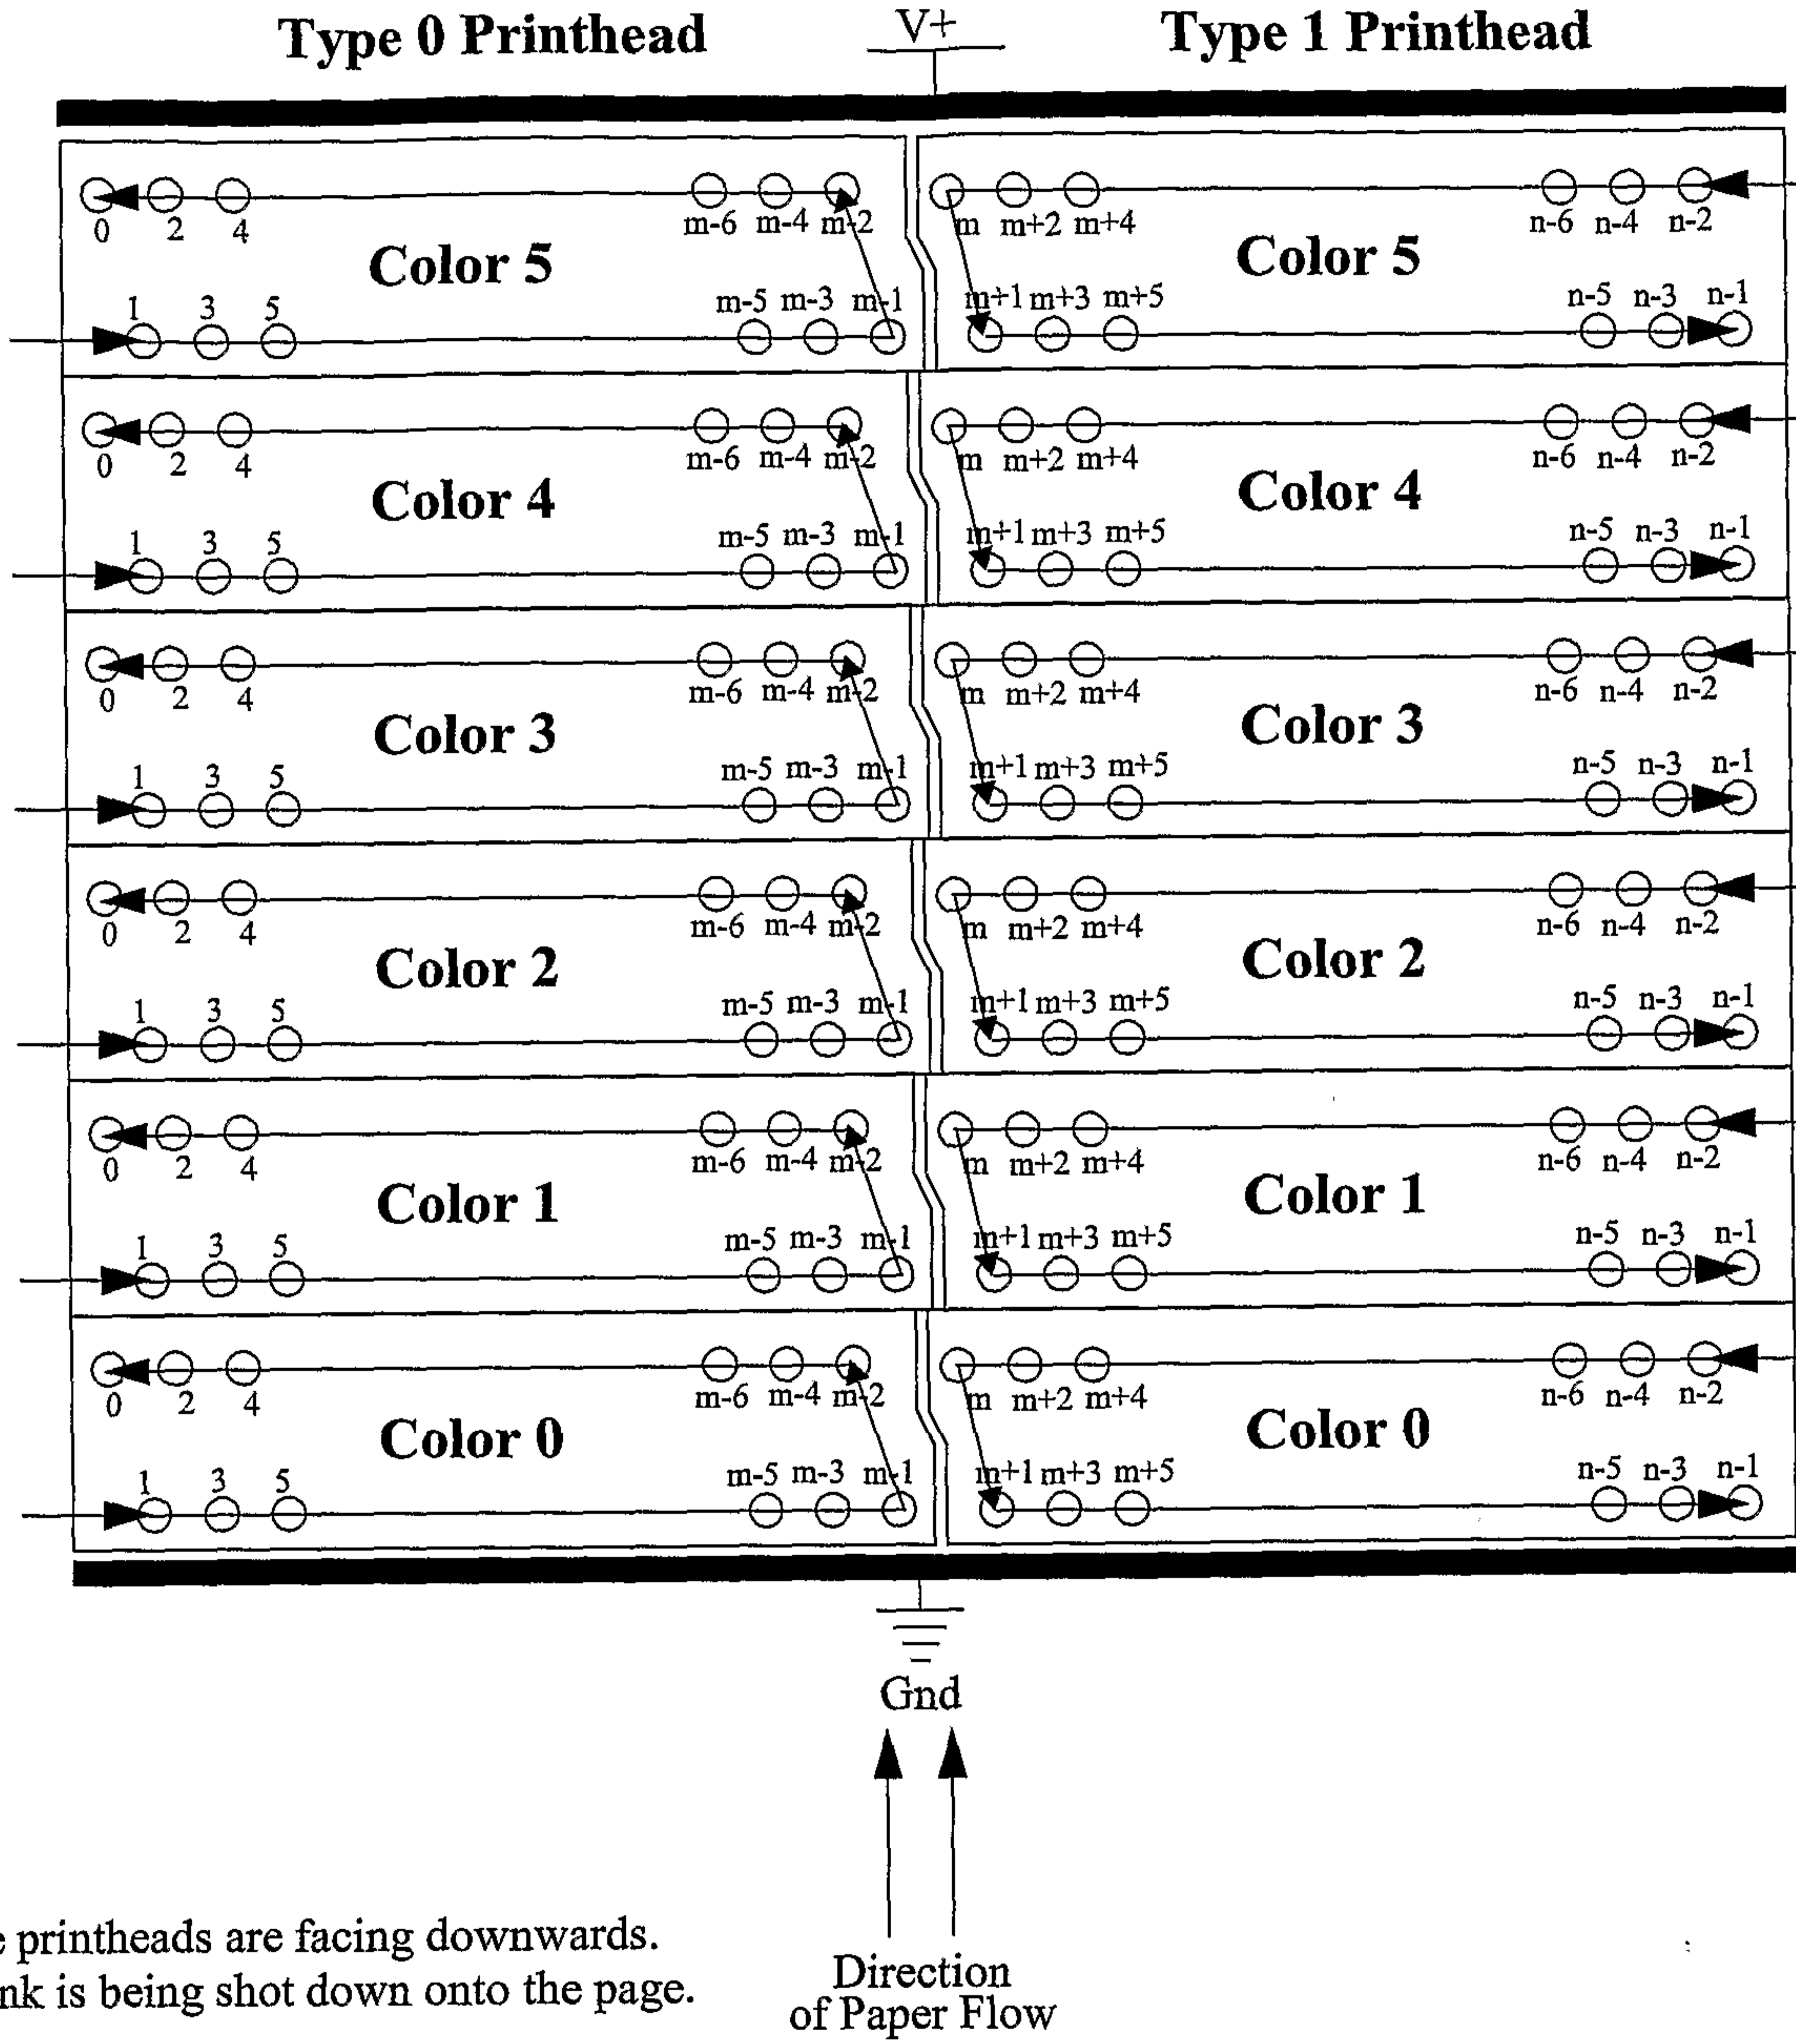 Type 0 Printhead V+ Type 1 Printhead
0 2 4 m-6 m-4 m-2 m m+2 m+4 n-6 n-4 n-2
Color 5 Color 5
1 3 5 m-5 m-3 m-1 m+1 m+3 m+5 n-5 n-3 n-1
0 2 4 m-6 m-4 m-2 m m+2 m+4 n-6 n-4 n-2
Color 4 Color 4
1 3 5 m-5 m-3 m-1 m+1 m+3 m+5 n-5 n-3 n-1
0 2 4 m-6 m-4 m-2 m m+2 m+4 n-6 n-4 n-2
Color 3 Color 3
1 3 5 m-5 m-3 m-1 m+1 m+3 m+5 n-5 n-3 n-1
0 2 4 m-6 m-4 m-2 m m+2 m+4 n-6 n-4 n-2
Color 2 Color 2
1 3 5 m-5 m-3 m-1 m+1 m+3 m+5 n-5 n-3 n-1
0 2 4 m-6 m-4 m-2 m m+2 m+4 n-6 n-4 n-2
Color 1 Color 1
1 3 5 m-5 m-3 m-1 m+1 m+3 m+5 n-5 n-3 n-1
0 2 4 m-6 m-4 m-2 m m+2 m+4 n-6 n-4 n-2
Color 0 Color 0
1 3 5 m-5 m-3 m-1 m+1 m+3 m+5 n-5 n-3 n-1
Gnd
printheads are facing downwards.
nk is being shot down onto the page.
Direction
of Paper Flow